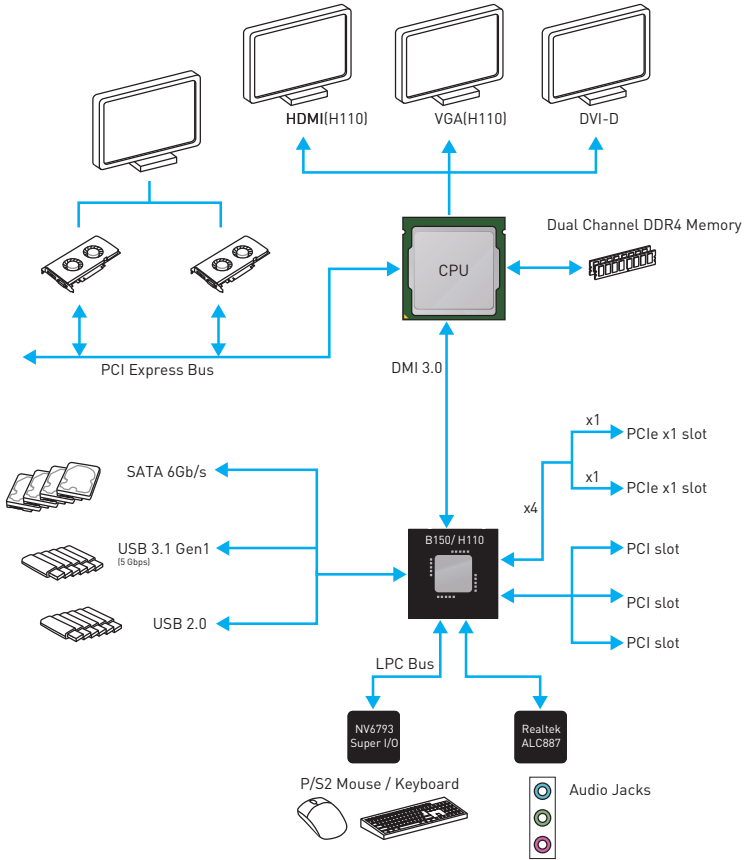 HDMI(H110)
VGA(H110)
DVI-D
Dual Channel DDR4 Memory
CPU
PCI Express Bus
DMI 3.0
x1
PCIe x1 slot
SATA 6Gb/s
x1
PCIe x1 slot
x4
B150/ H110
USB 3.1 Gen1
(5 Gbps)
PCI slot
PCI slot
USB 2.0
PCI slot
LPC Bus
NV6793
Super I/O
Realtek
ALC887
P/S2 Mouse / Keyboard
Audio Jacks